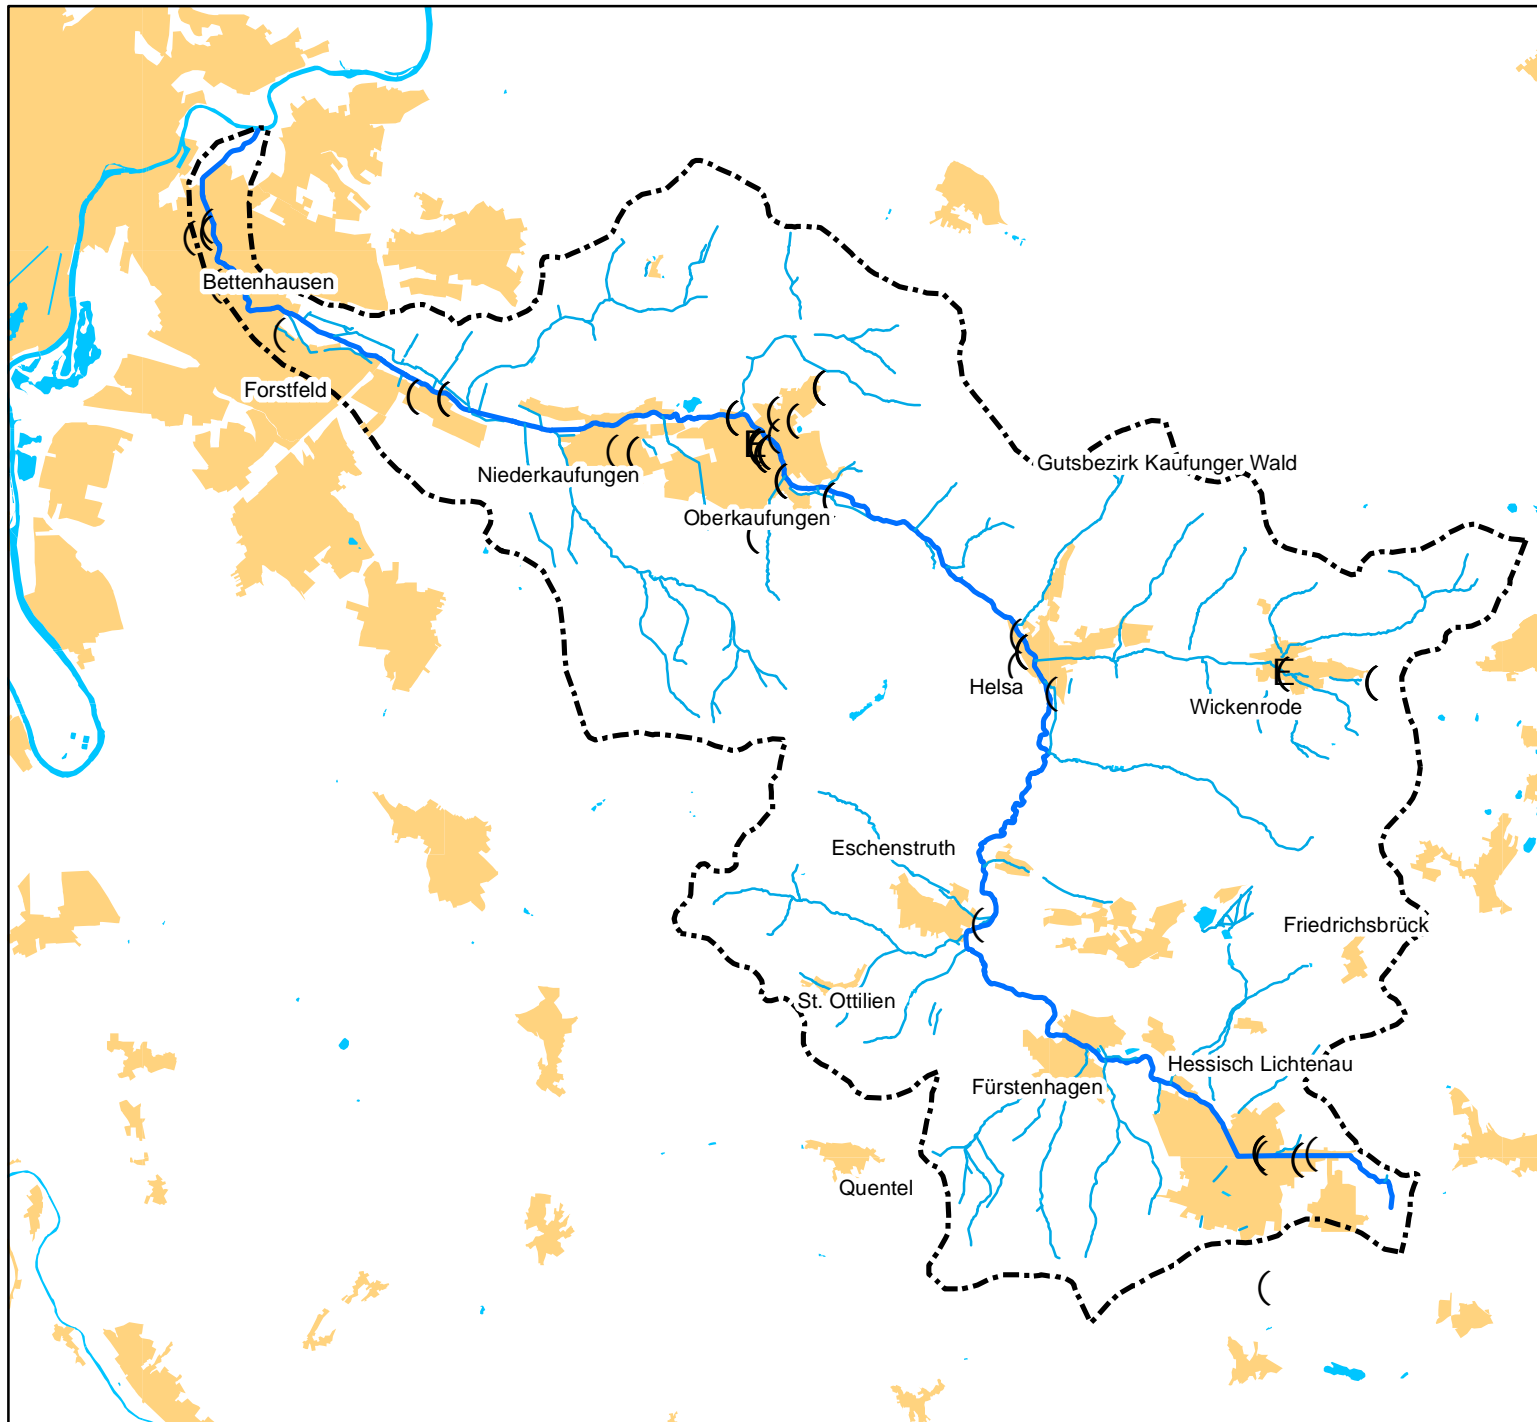 Bettenhausen
Forstfeld
Niederkaufungen
E
Gutsbezirk Kaufunger Wald
Oberkaufungen
Helsa
E
Wickenrode
Eschenstruth
Friedrichsbrück
St. Ottilien
Hessisch Lichtenau
Fürstenhagen
Quentel